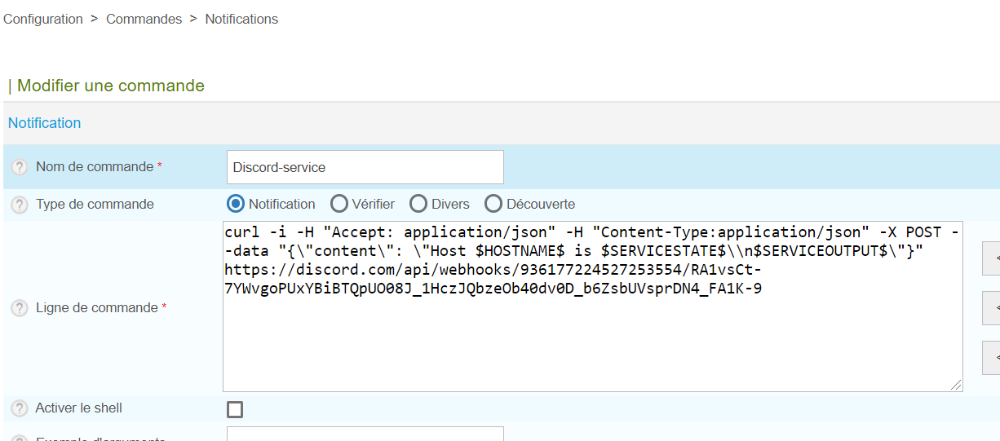 Configuration > Commandes > Notifications
| Modifier une commande
Notification
? Nom de commande * Discord-service
? Type de commande Notification Vérifier Divers Découverte
curl -i -H "Accept: application/json" -H "Content-Type:application/json" -X POST -
-data "{\"content\": \"Host $HOSTNAME$ is $SERVICESTATE$\\n$SERVICEOUTPUT$\"}"
https://discord.com/api/webhooks/936177224527253554/RA1vsCt-
7YWvgoPUxYBiBTQpUO08J_1HczJQbzeOb40dv0D_b6ZsbUVsprDN4_FA1K-9
? Ligne de commande *
? Activer le shell
? Exemple d'arguments